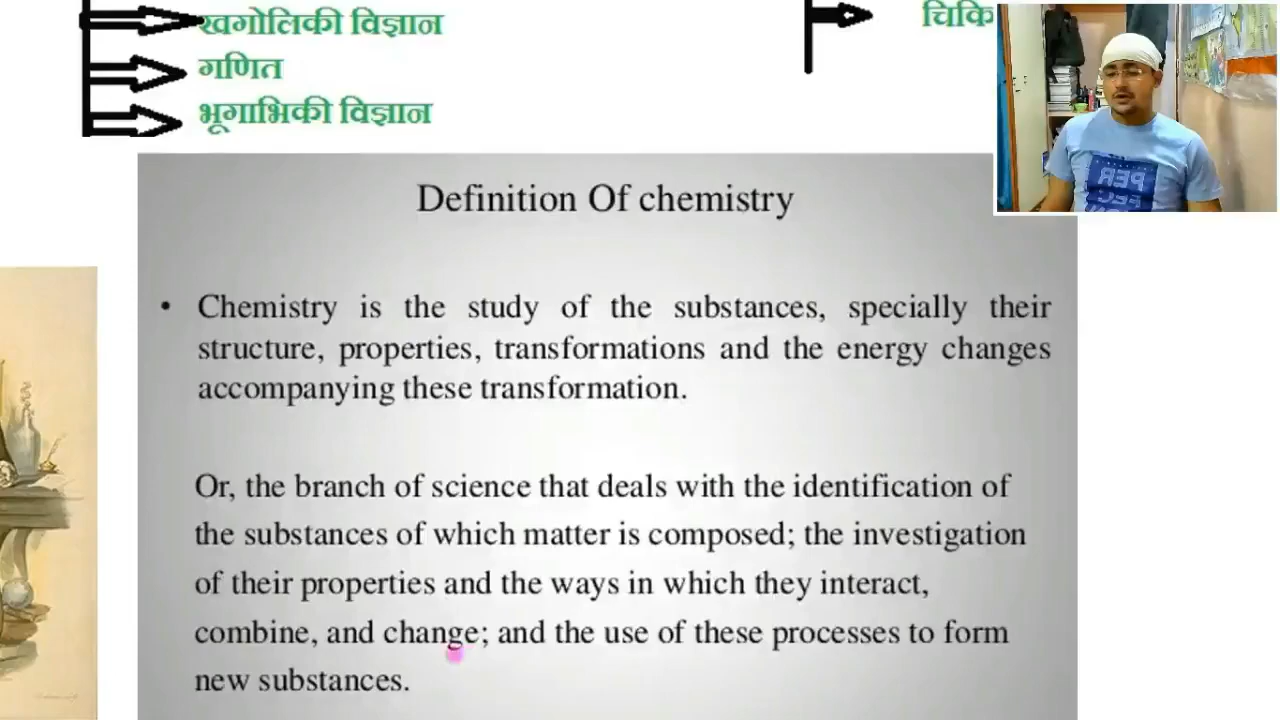 खगोलिकी विज्ञान
गणित
भूगाभिकी विज्ञान
Definition Of chemistry
• Chemistry is the study of the substances, specially their
structure, properties, transformations and the energy changes
accompanying these transformation.
Or, the branch of science that deals with the identification of
the substances of which matter is composed; the investigation
of their properties and the ways in which they interact,
combine, and change; and the use of these processes to form
new substances.